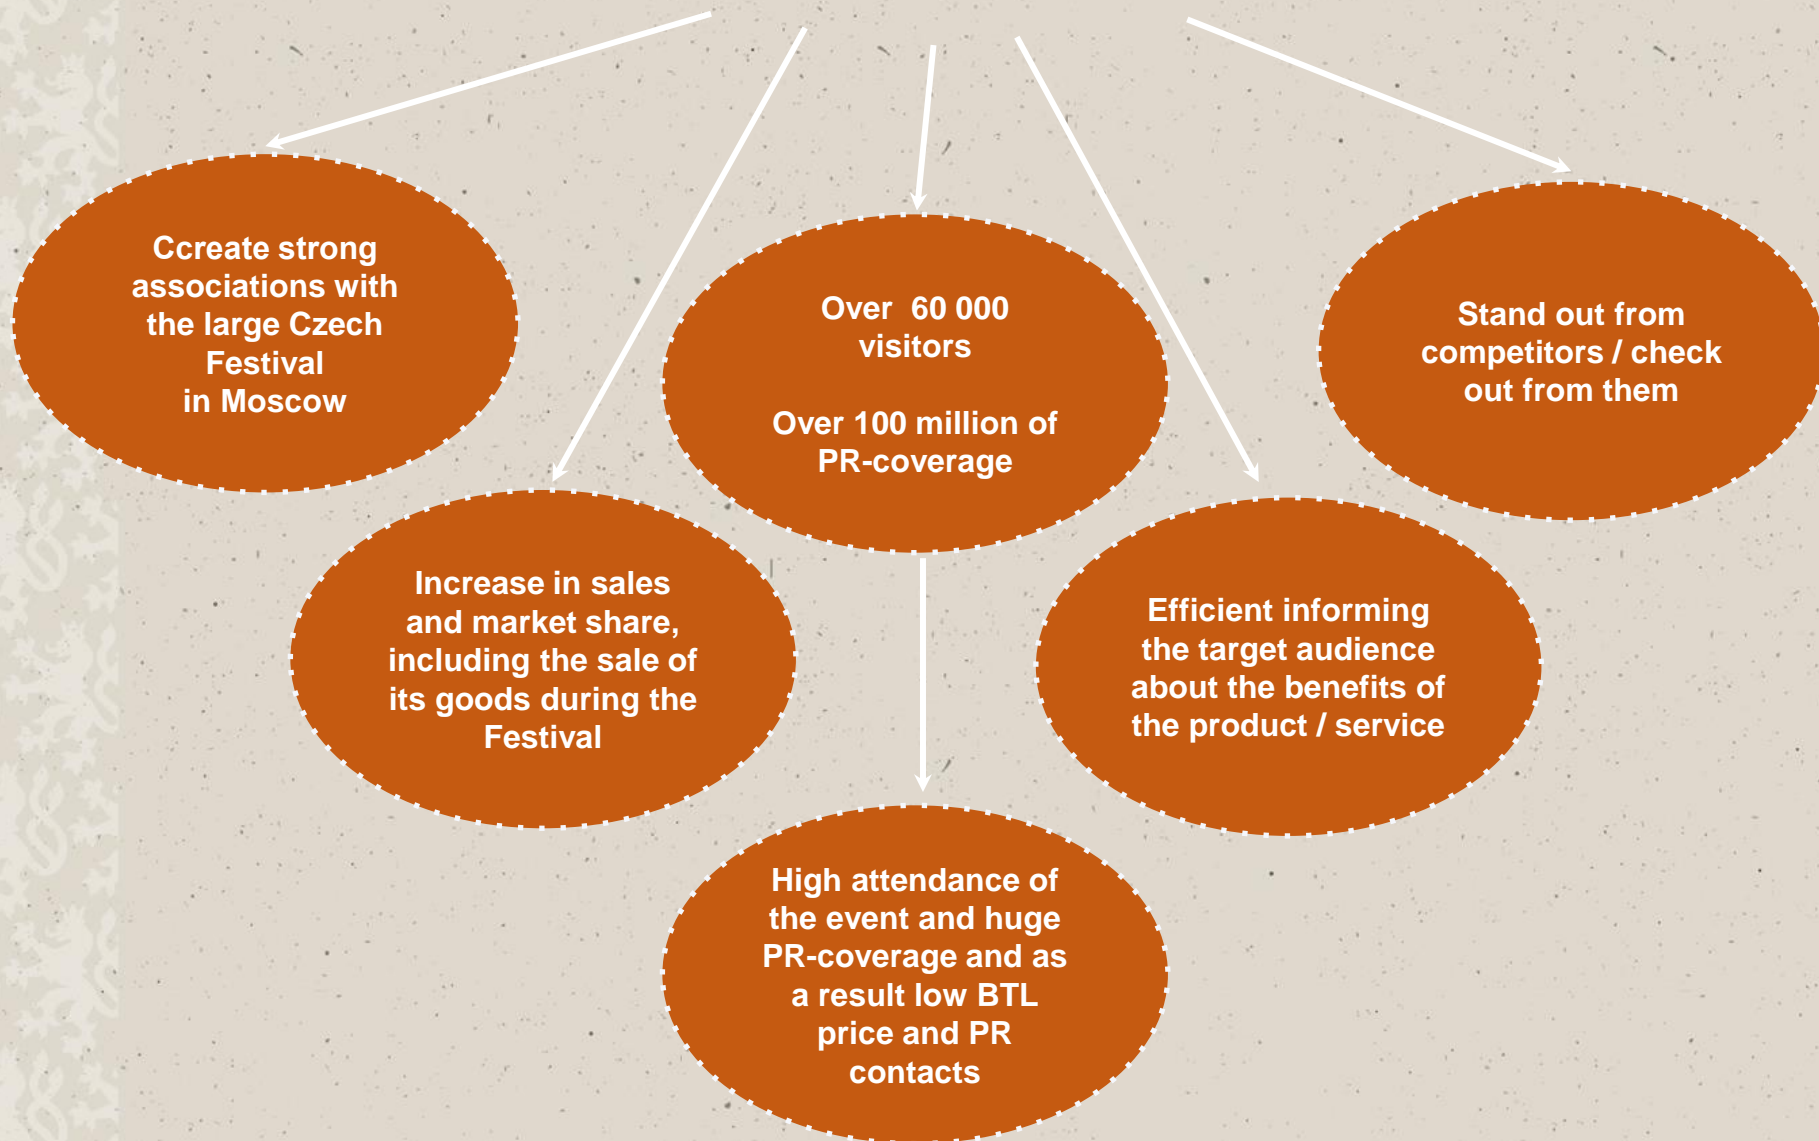 Ccreate strong
associations with
the large Czech
Festival
in Moscow
Over  60 000
visitors
Over 100 million of
PR-coverage
Stand out from
competitors / check
out from them
Increase in sales
and market share,
including the sale of
its goods during the
Festival
Efficient informing
the target audience
about the benefits of
the product / service
High attendance of
the event and huge
PR-coverage and as
a result low BTL
price and PR
contacts